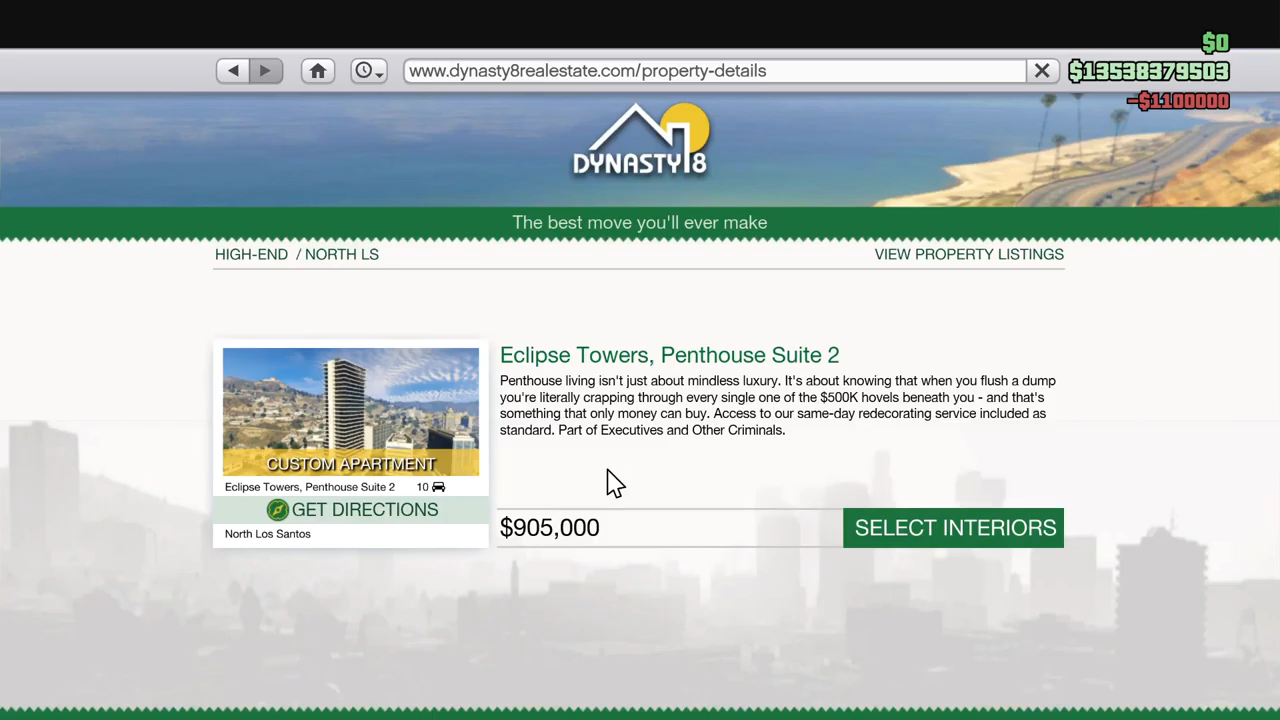 $0
www.dynasty8realestate.com/property-details
$13538379503
-$1100000
DYNASTY 8
The best move you'll ever make
HIGH-END / NORTH LS
VIEW PROPERTY LISTINGS
Eclipse Towers, Penthouse Suite 2
Penthouse living isn't just about mindless luxury. It's about knowing that when you flush a dump
you're literally crapping through every single one of the $500K hovels beneath you - and that's
something that only money can buy. Access to our same-day redecorating service included as
standard. Part of Executives and Other Criminals.
CUSTOM APARTMENT
Eclipse Towers, Penthouse Suite 2 10
GET DIRECTIONS
North Los Santos
$905,000
SELECT INTERIORS